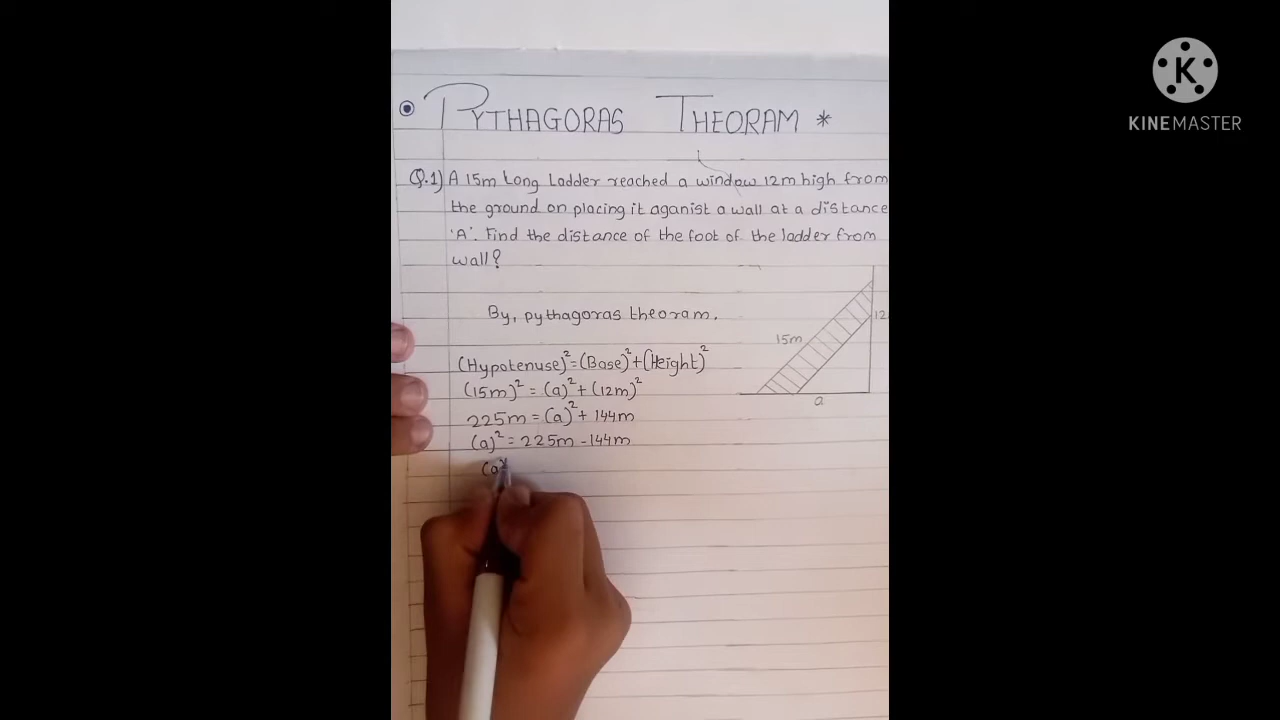 PYTHAGORAS THEORAM *
Q.1) A 15m Long Ladder reached a window 12m high from
the ground on placing it aganist a wall at a distance
'A'. Find the distance of the foot of the ladder from
wall?
By, pythagoras theoram.
(Hypotenuse)² = (Base)² + (Height)²
(15m)² = (a)² + (12m)²
225m = (a)² + 144m
(a)² = 225m - 144m
(a)²
15m
12
a
K
KINEMASTER